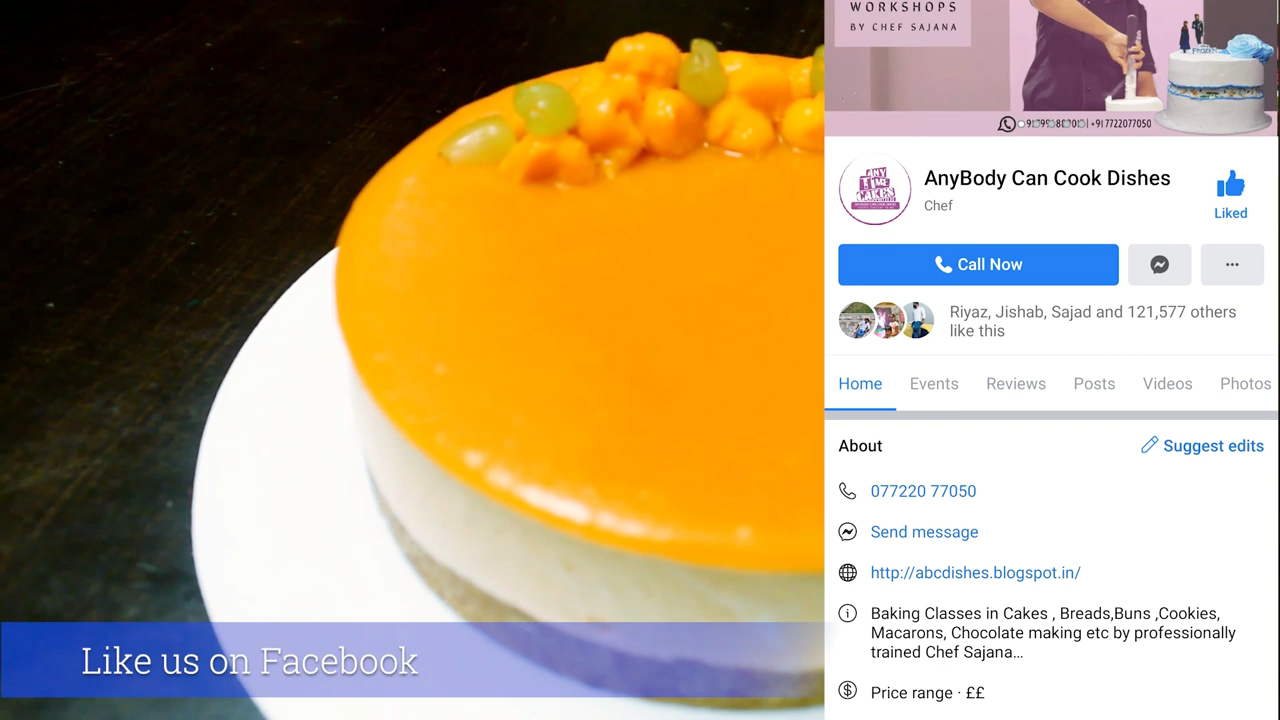 WORKSHOPS
BY CHEF SAJANA
+917722077050
AnyBody Can Cook Dishes
Chef
Liked
ANY
TIME
CAKES
Call Now
Riyaz, Jishab, Sajad and 121,577 others
like this
Home Events Reviews Posts Videos Photos
About
Suggest edits
077220 77050
Send message
http://abcdishes.blogspot.in/
Baking Classes in Cakes , Breads,Buns ,Cookies,
Macarons, Chocolate making etc by professionally
trained Chef Sajana...
Price range · ££
Like us on Facebook